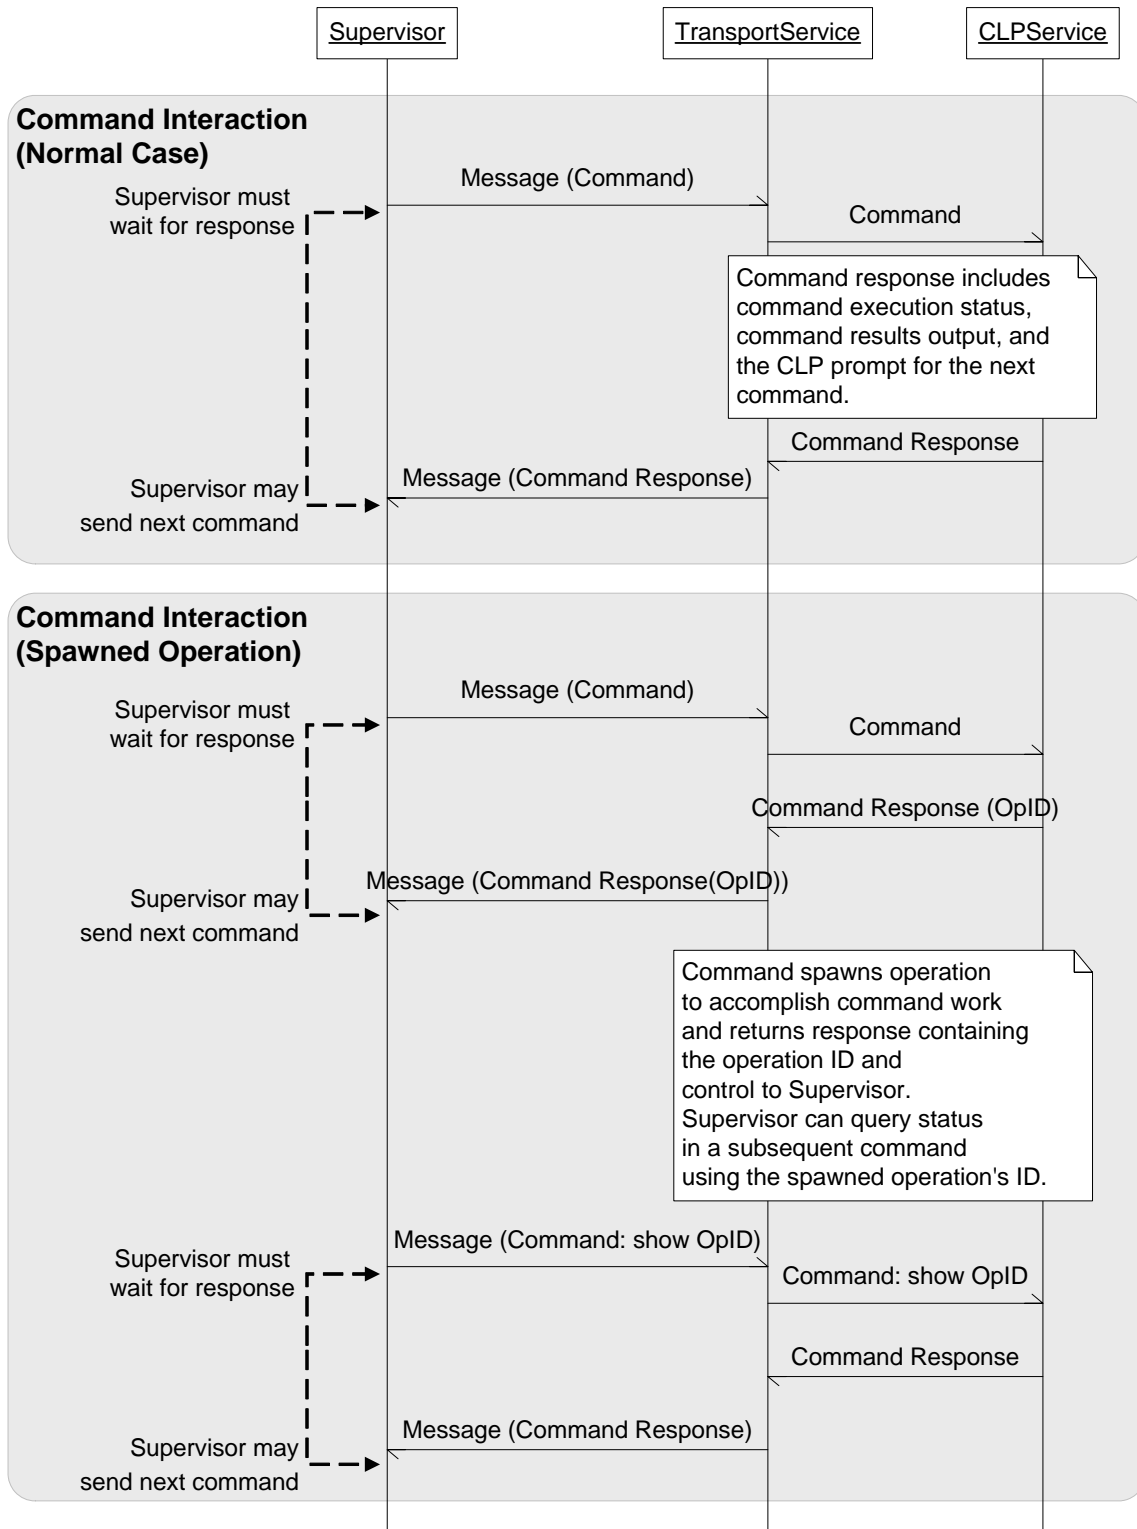 Supervisor
TransportService
CLPService
Command Interaction
(Normal Case)
Message (Command)
Supervisor must
wait for response
Command
Command response includes
command execution status,
command results output, and
the CLP prompt for the next
command.
Command Response
Message (Command Response)
Supervisor may
send next command
Command Interaction
(Spawned Operation)
Message (Command)
Supervisor must
wait for response
Command
Command Response (OpID)
Message (Command Response(OpID))
Supervisor may
send next command
Command spawns operation
to accomplish command work
and returns response containing
the operation ID and
control to Supervisor.
Supervisor can query status
in a subsequent command
using the spawned operation's ID.
Message (Command: show OpID)
Supervisor must
wait for response
Command: show OpID
Command Response
Message (Command Response)
Supervisor may
send next command